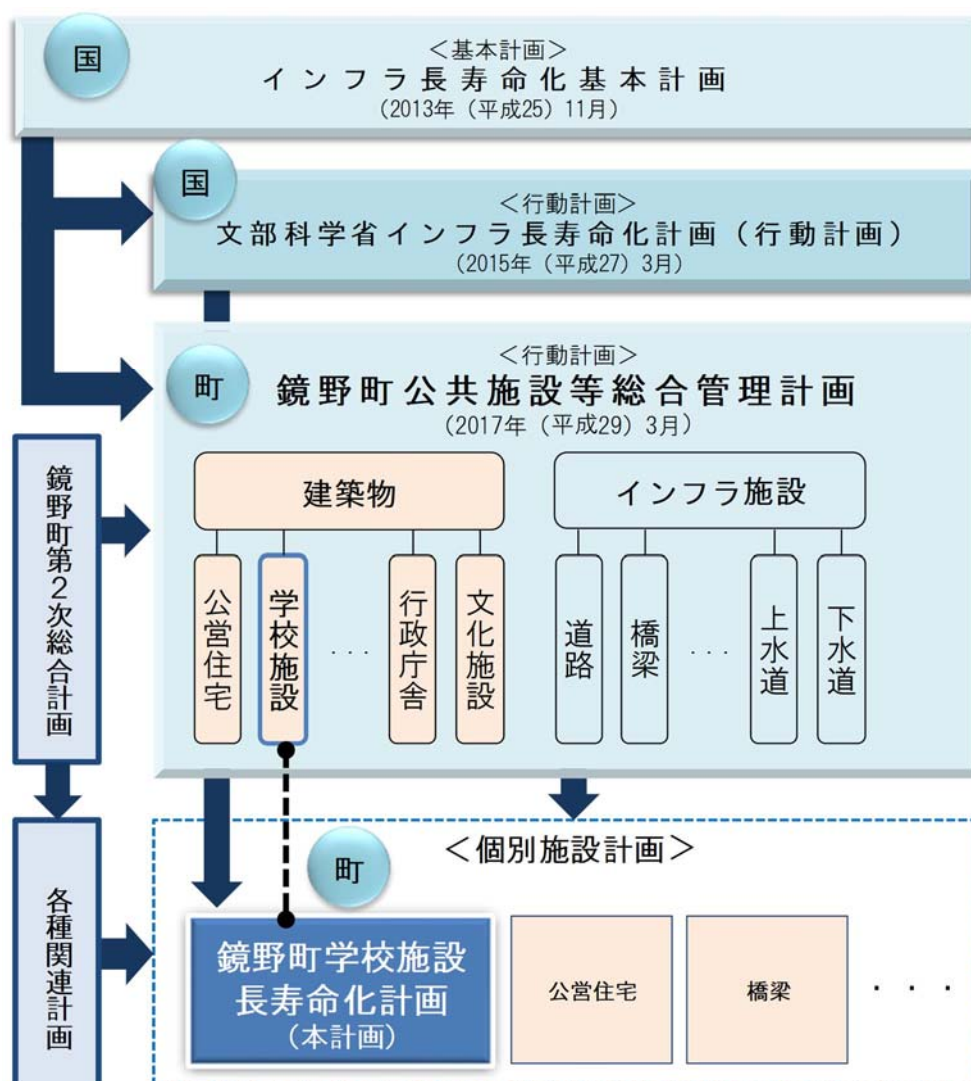 国
<基本計画>
インフラ長寿命化基本計画
(2013年(平成25)11月)
国
<行動計画>
文部科学省インフラ長寿命化計画(行動計画)
(2015年(平成27)3月)
町
<行動計画>
鏡野町公共施設等総合管理計画
(2017年(平成29)3月)
鏡野町第2次総合計画
建築物
公営住宅
学校施設
・・・
行政庁舎
文化施設
インフラ施設
道路
橋梁
・・・
上水道
下水道
各種関連計画
町
<個別施設計画>
鏡野町学校施設
長寿命化計画
(本計画)
公営住宅
橋梁
・・・